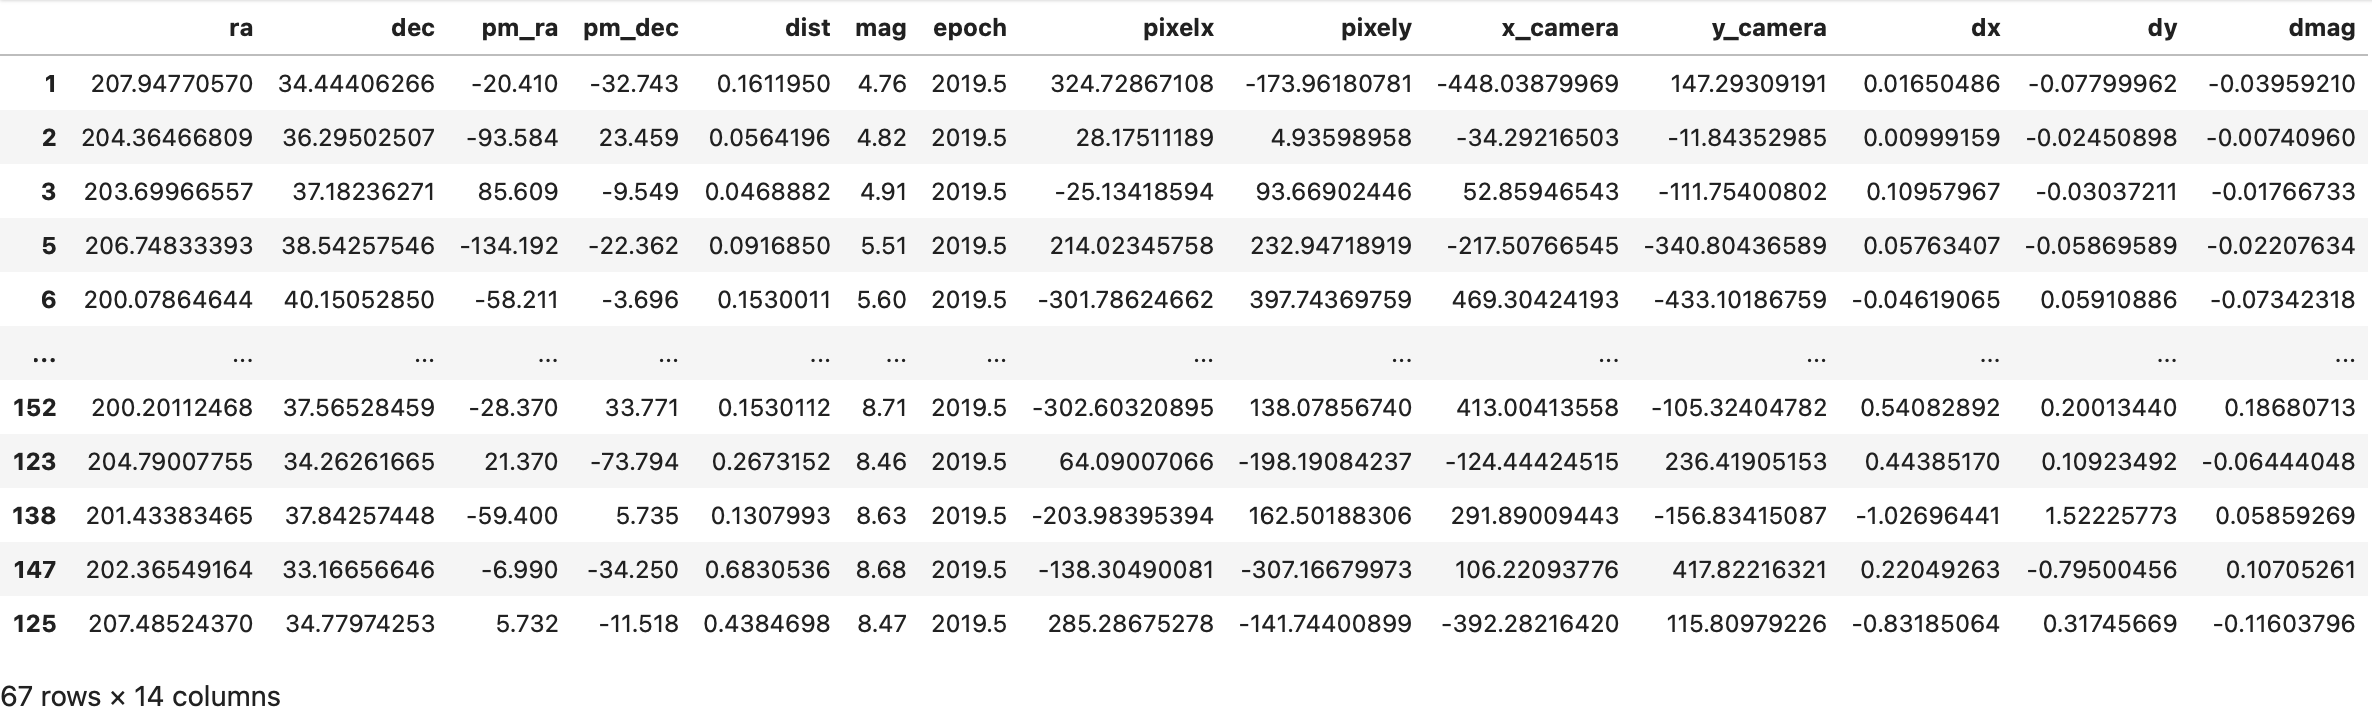 ra dec pm_ra pm_dec dist mag epoch pixelx pixely x_camera y_camera dx dy dmag
1 207.94770570 34.44406266 -20.410 -32.743 0.1611950 4.76 2019.5 324.72867108 -173.96180781 -448.03879969 147.29309191 0.01650486 -0.07799962 -0.03959210
2 204.36466809 36.29502507 -93.584 23.459 0.0564196 4.82 2019.5 28.17511189 4.93598958 -34.29216503 -11.84352985 0.00999159 -0.02450898 -0.00740960
3 203.69966557 37.18236271 85.609 -9.549 0.0468882 4.91 2019.5 -25.13418594 93.66902446 52.85946543 -111.75400802 0.10957967 -0.03037211 -0.01766733
5 206.74833393 38.54257546 -134.192 -22.362 0.0916850 5.51 2019.5 214.02345758 232.94718919 -217.50766545 -340.80436589 0.05763407 -0.05869589 -0.02207634
6 200.07864644 40.15052850 -58.211 -3.696 0.1530011 5.60 2019.5 -301.78624662 397.74369759 469.30424193 -433.10186759 -0.04619065 0.05910886 -0.07342318
... ... ... ... ... ... ... ... ... ... ... ... ... ... ...
152 200.20112468 37.56528459 -28.370 33.771 0.1530112 8.71 2019.5 -302.60320895 138.07856740 413.00413558 -105.32404782 0.54082892 0.20013440 0.18680713
123 204.79007755 34.26261665 21.370 -73.794 0.2673152 8.46 2019.5 64.09007066 -198.19084237 -124.44424515 236.41905153 0.44385170 0.10923492 -0.06444048
138 201.43383465 37.84257448 -59.400 5.735 0.1307993 8.63 2019.5 -203.98395394 162.50188306 291.89009443 -156.83415087 -1.02696441 1.52225773 0.05859269
147 202.36549164 33.16656646 -6.990 -34.250 0.6830536 8.68 2019.5 -138.30490081 -307.16679973 106.22093776 417.82216321 0.22049263 -0.79500456 0.10705261
125 207.48524370 34.77974253 5.732 -11.518 0.4384698 8.47 2019.5 285.28675278 -141.74400899 -392.28216420 115.80979226 -0.83185064 0.31745669 -0.11603796
67 rows × 14 columns